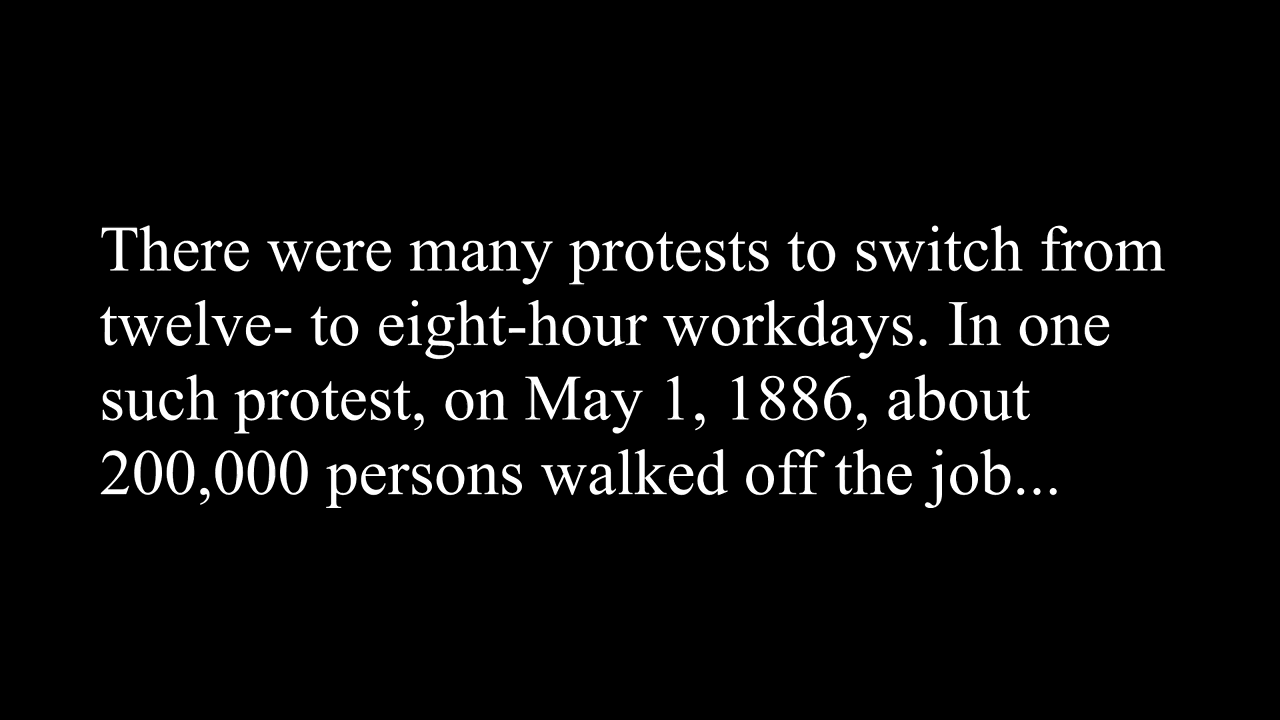 There were many protests to switch from
twelve- to eight-hour workdays. In one
such protest, on May 1, 1886, about
200,000 persons walked off the job...